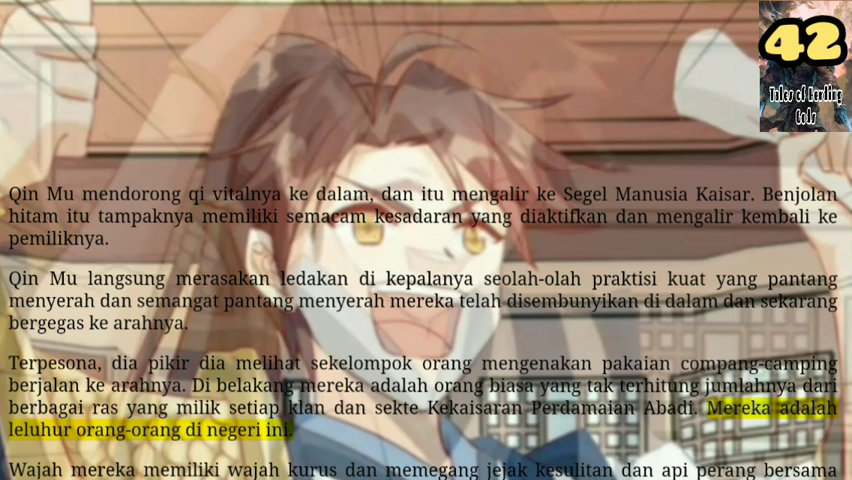 42
Tales of Herding
Gods
Qin Mu mendorong qi vitalnya ke dalam, dan itu mengalir ke Segel Manusia Kaisar. Benjolan
hitam itu tampaknya memiliki semacam kesadaran yang diaktifkan dan mengalir kembali ke
pemiliknya.
Qin Mu langsung merasakan ledakan di kepalanya seolah-olah praktisi kuat yang pantang
menyerah dan semangat pantang menyerah mereka telah disembunyikan di dalam dan sekarang
bergegas ke arahnya.
Terpesona, dia pikir dia melihat sekelompok orang mengenakan pakaian compang-camping
berjalan ke arahnya. Di belakang mereka adalah orang biasa yang tak terhitung jumlahnya dari
berbagai ras yang milik setiap klan dan sekte Kekaisaran Perdamaian Abadi. Mereka adalah
leluhur orang-orang di negeri ini.
Wajah mereka memiliki wajah kurus dan memegang jejak kesulitan dan api perang bersama